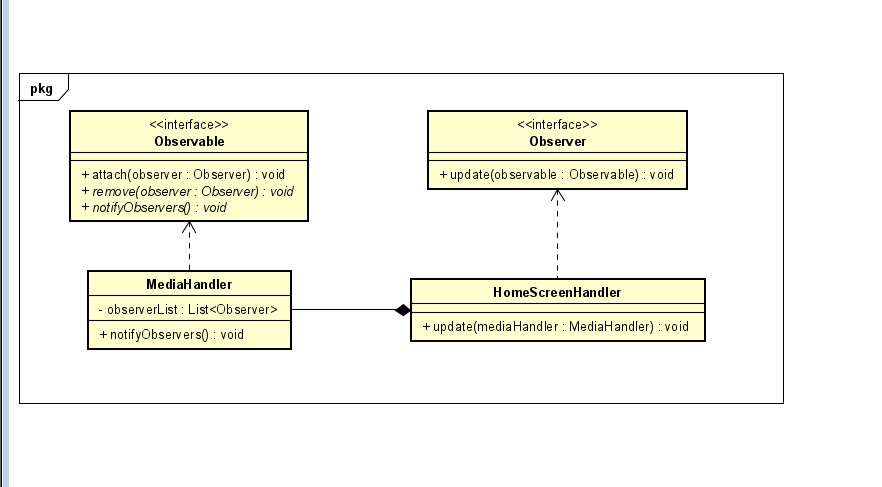 pkg
<<interface>>
Observable
+ attach(observer : Observer) : void
+ remove(observer : Observer) : void
+ notifyObservers() : void
<<interface>>
Observer
+ update(observable : Observable) : void
MediaHandler
- observerList : List<Observer>
+ notifyObservers() : void
HomeScreenHandler
+ update(mediaHandler : MediaHandler) : void